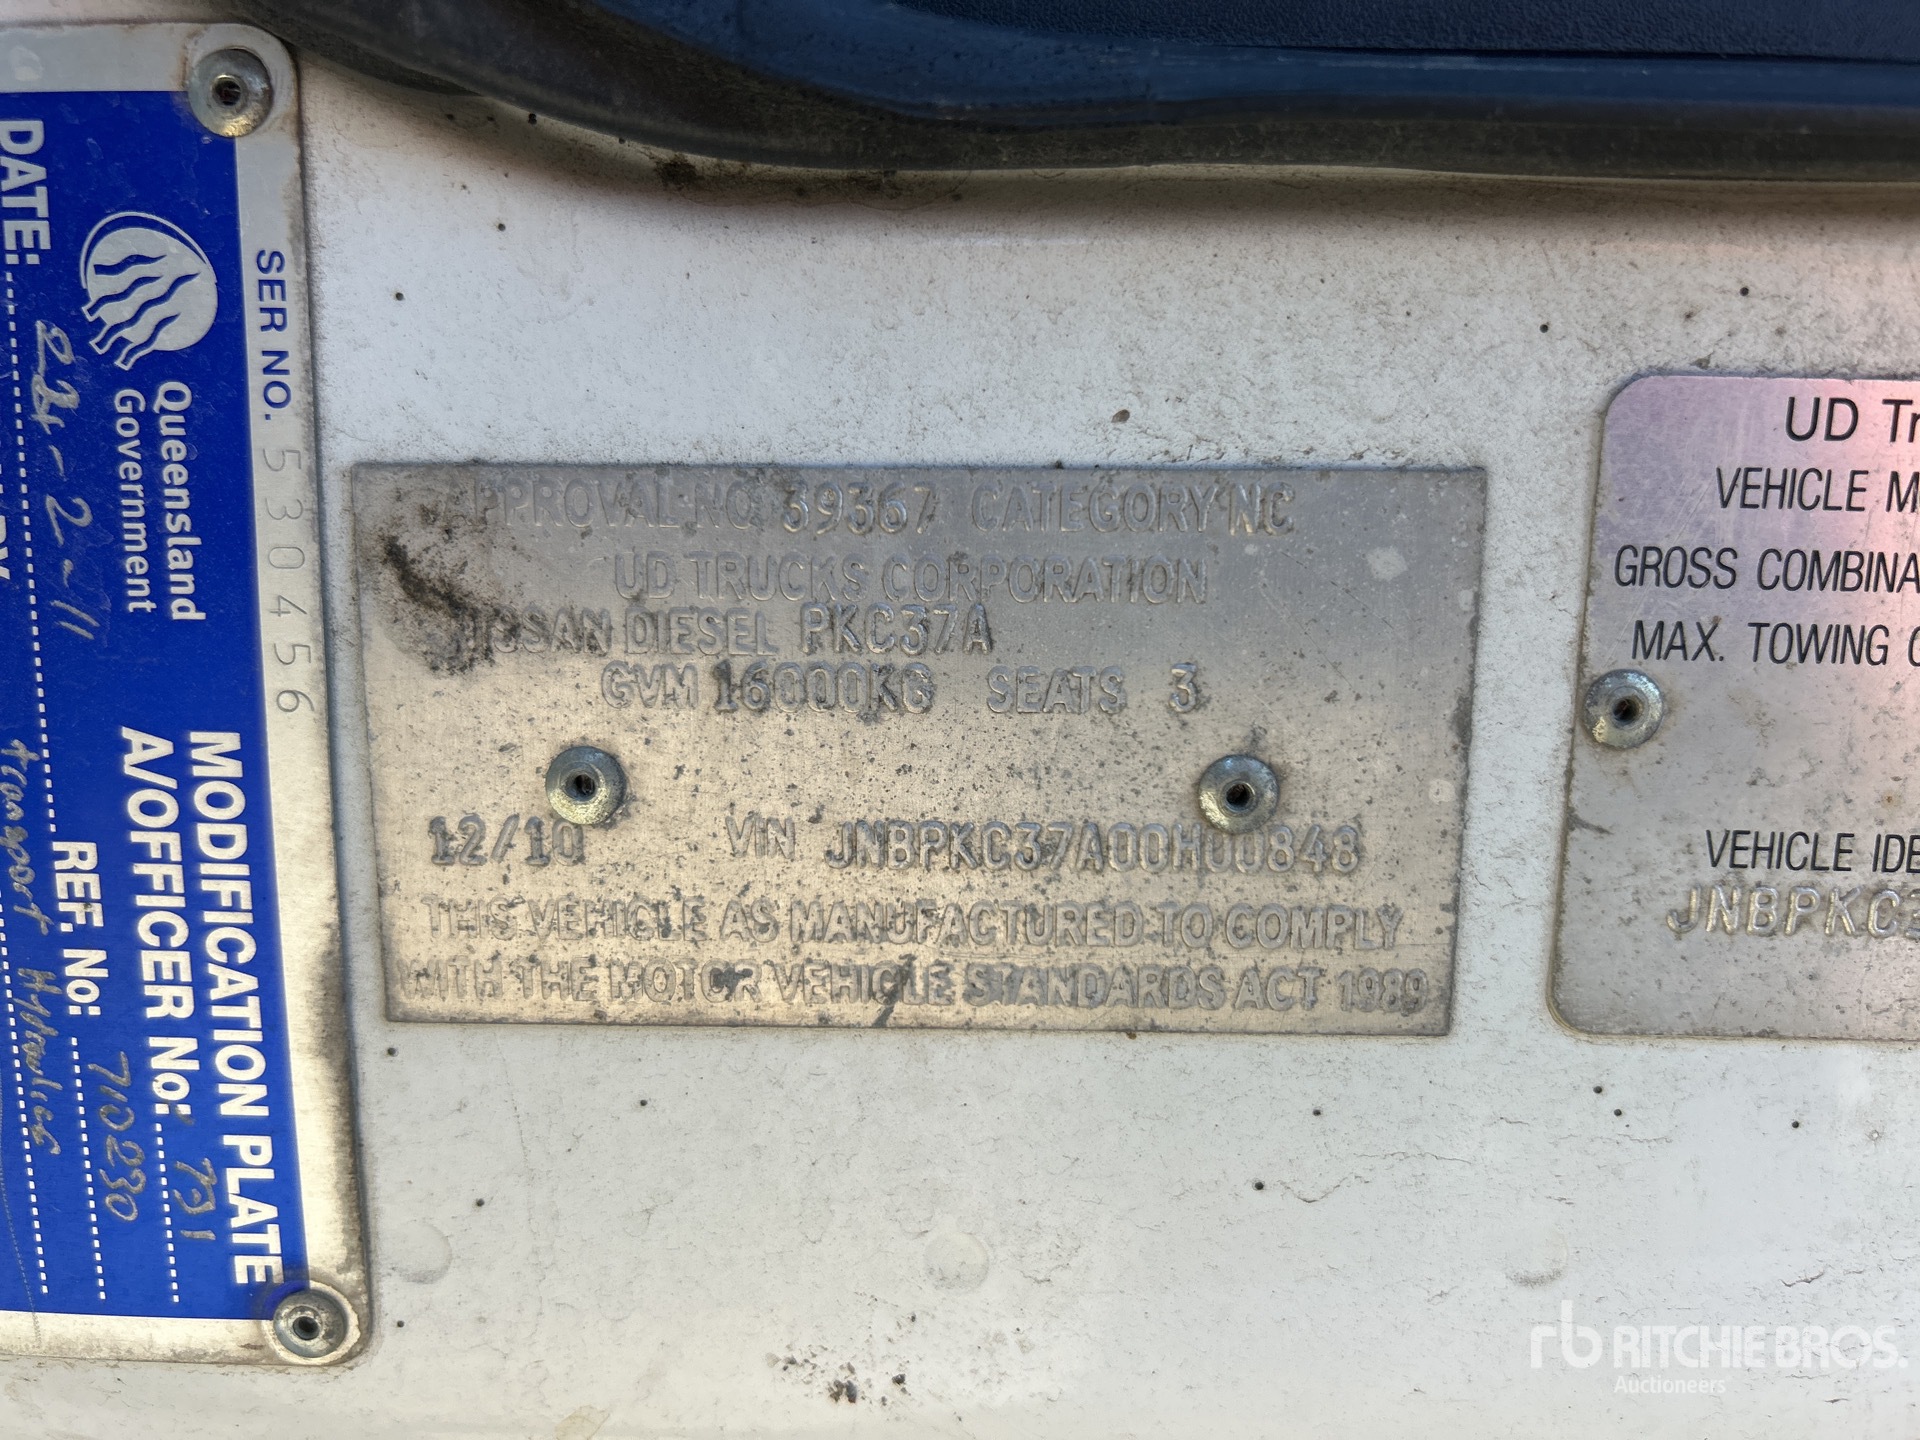 SER NO. 530456
Queensland
Government
MODIFICATION PLATE
A/OFFICER No: 731
REF. No: 710230
DATE: 23-2-11
transport Hydraulics
APPROVAL NO 39367 CATEGORY NC
UD TRUCKS CORPORATION
NISSAN DIESEL PKC37A
GVM 16000KG SEATS 3
12/10 VIN JNBPKC37A00H00848
THIS VEHICLE AS MANUFACTURED TO COMPLY
WITH THE MOTOR VEHICLE STANDARDS ACT 1989
UD Tr
VEHICLE M
GROSS COMBINA
MAX. TOWING C
VEHICLE IDE
JNBPKC3
rb RITCHIE BROS.
Auctioneers